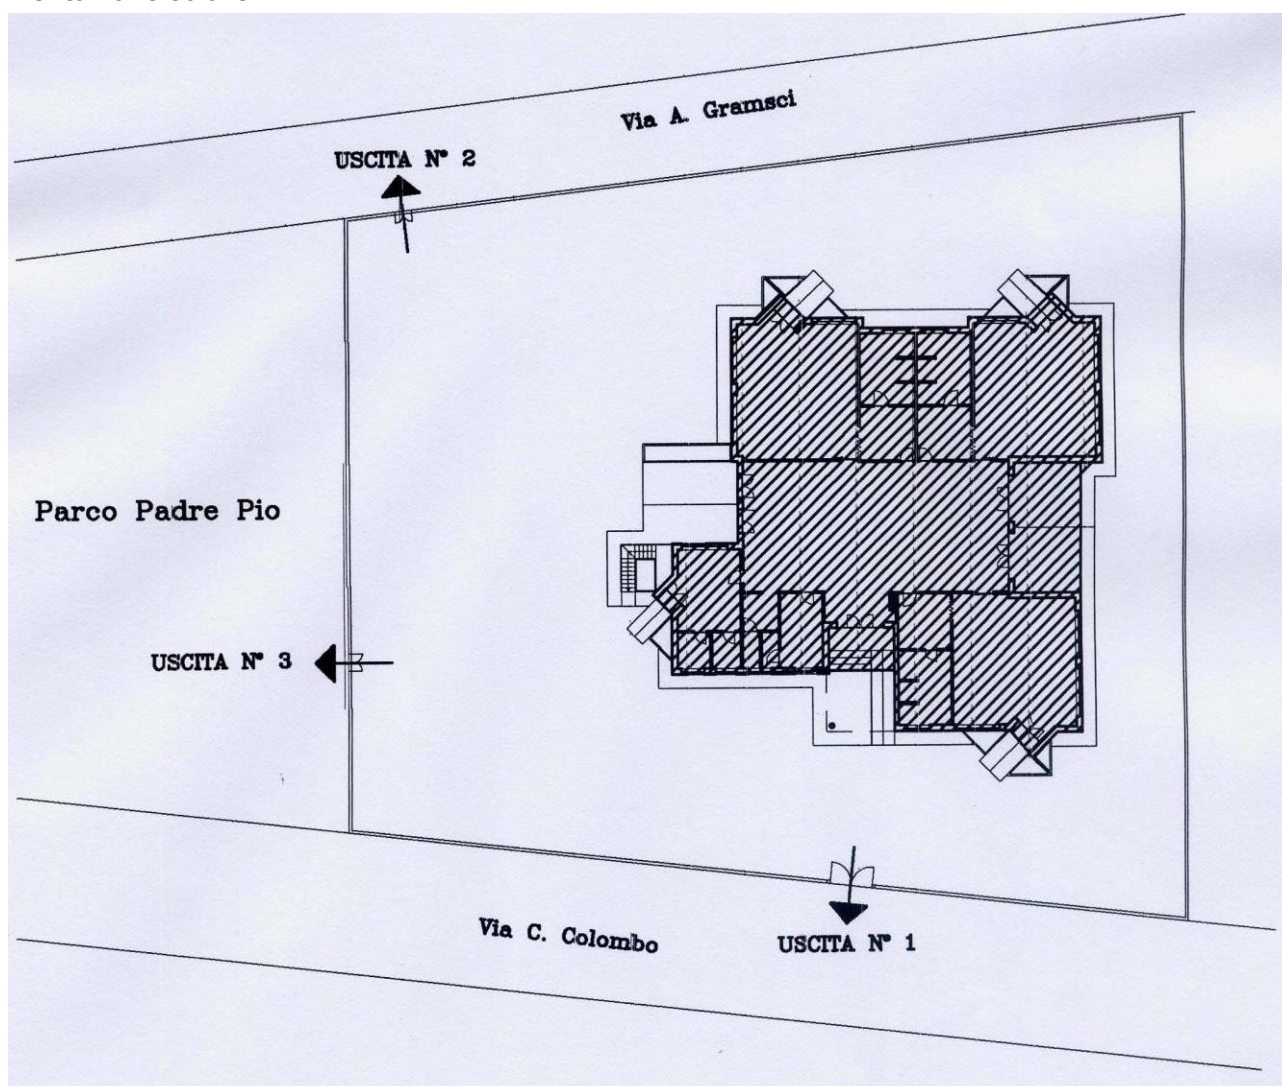 Via A. Gramsci
USCITA N° 2
Parco Padre Pio
USCITA N° 3
Via C. Colombo
USCITA N° 1